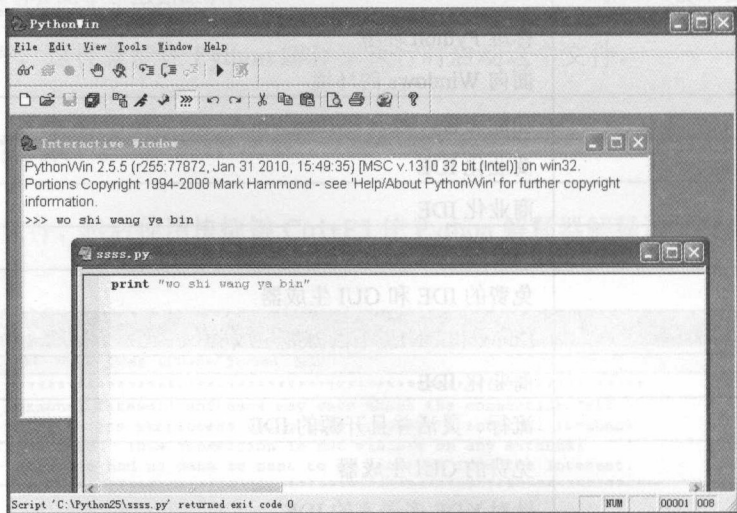 PythonWin
File Edit View Tools Window Help
Interactive Window
PythonWin 2.5.5 (r255:77872, Jan 31 2010, 15:49:35) [MSC v.1310 32 bit (Intel)] on win32.
Portions Copyright 1994-2008 Mark Hammond - see 'Help/About PythonWin' for further copyright
information.
>>> wo shi wang ya bin
ssss.py
print "wo shi wang ya bin"
Script 'C:\Python25\ssss.py' returned exit code 0
NUM
00001 008